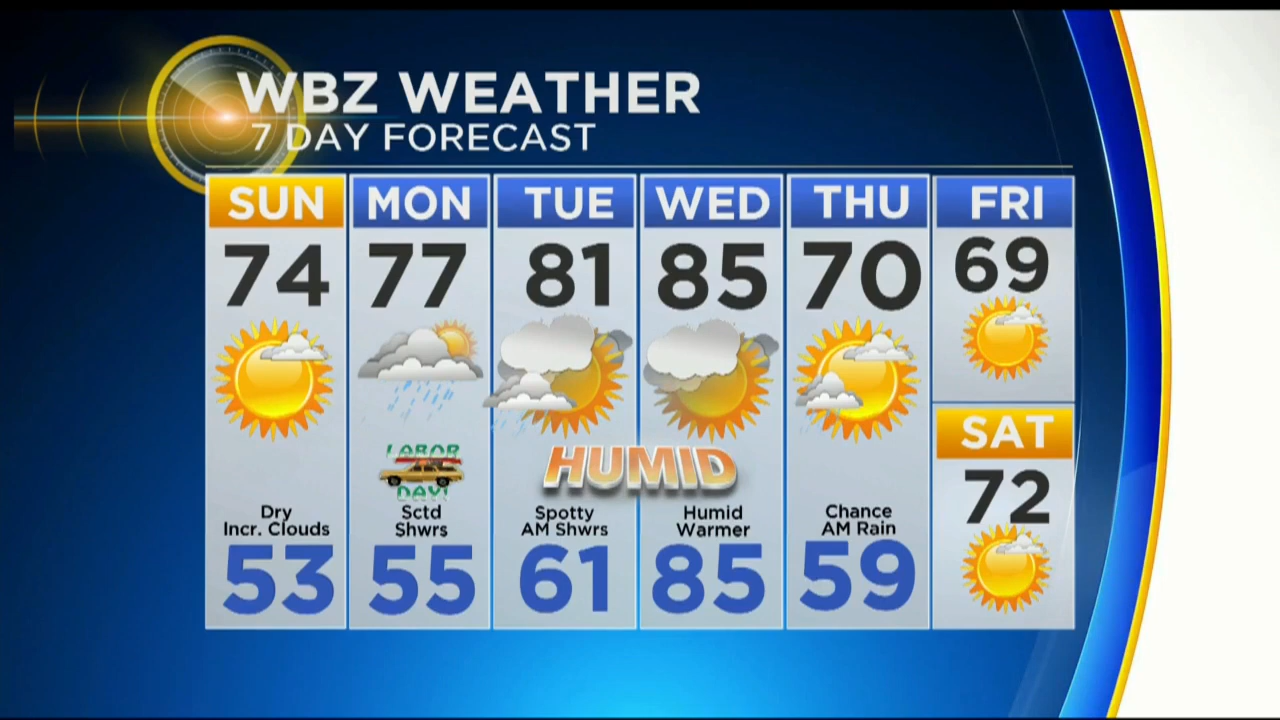 WBZ WEATHER
7 DAY FORECAST
SUN
74
Dry
Incr. Clouds
53
MON
77
LABOR
DAY!
Sctd
Shwrs
55
TUE
81
Spotty
AM Shwrs
61
WED
85
Humid
Warmer
85
HUMID
THU
70
Chance
AM Rain
59
FRI
69
SAT
72